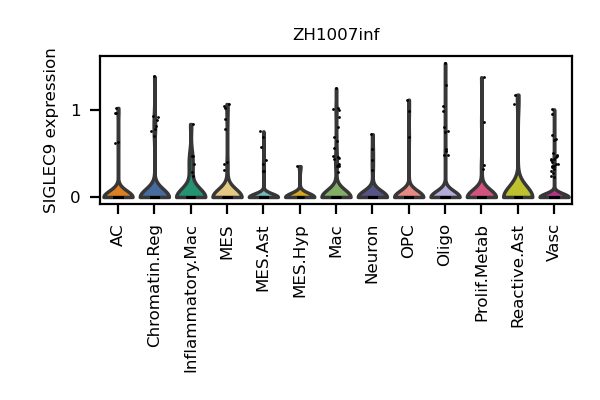 ZH1007inf
SIGLEC9 expression
1
0
AC
Chromatin.Reg
Inflammatory.Mac
MES
MES.Ast
MES.Hyp
Mac
Neuron
OPC
Oligo
Prolif.Metab
Reactive.Ast
Vasc